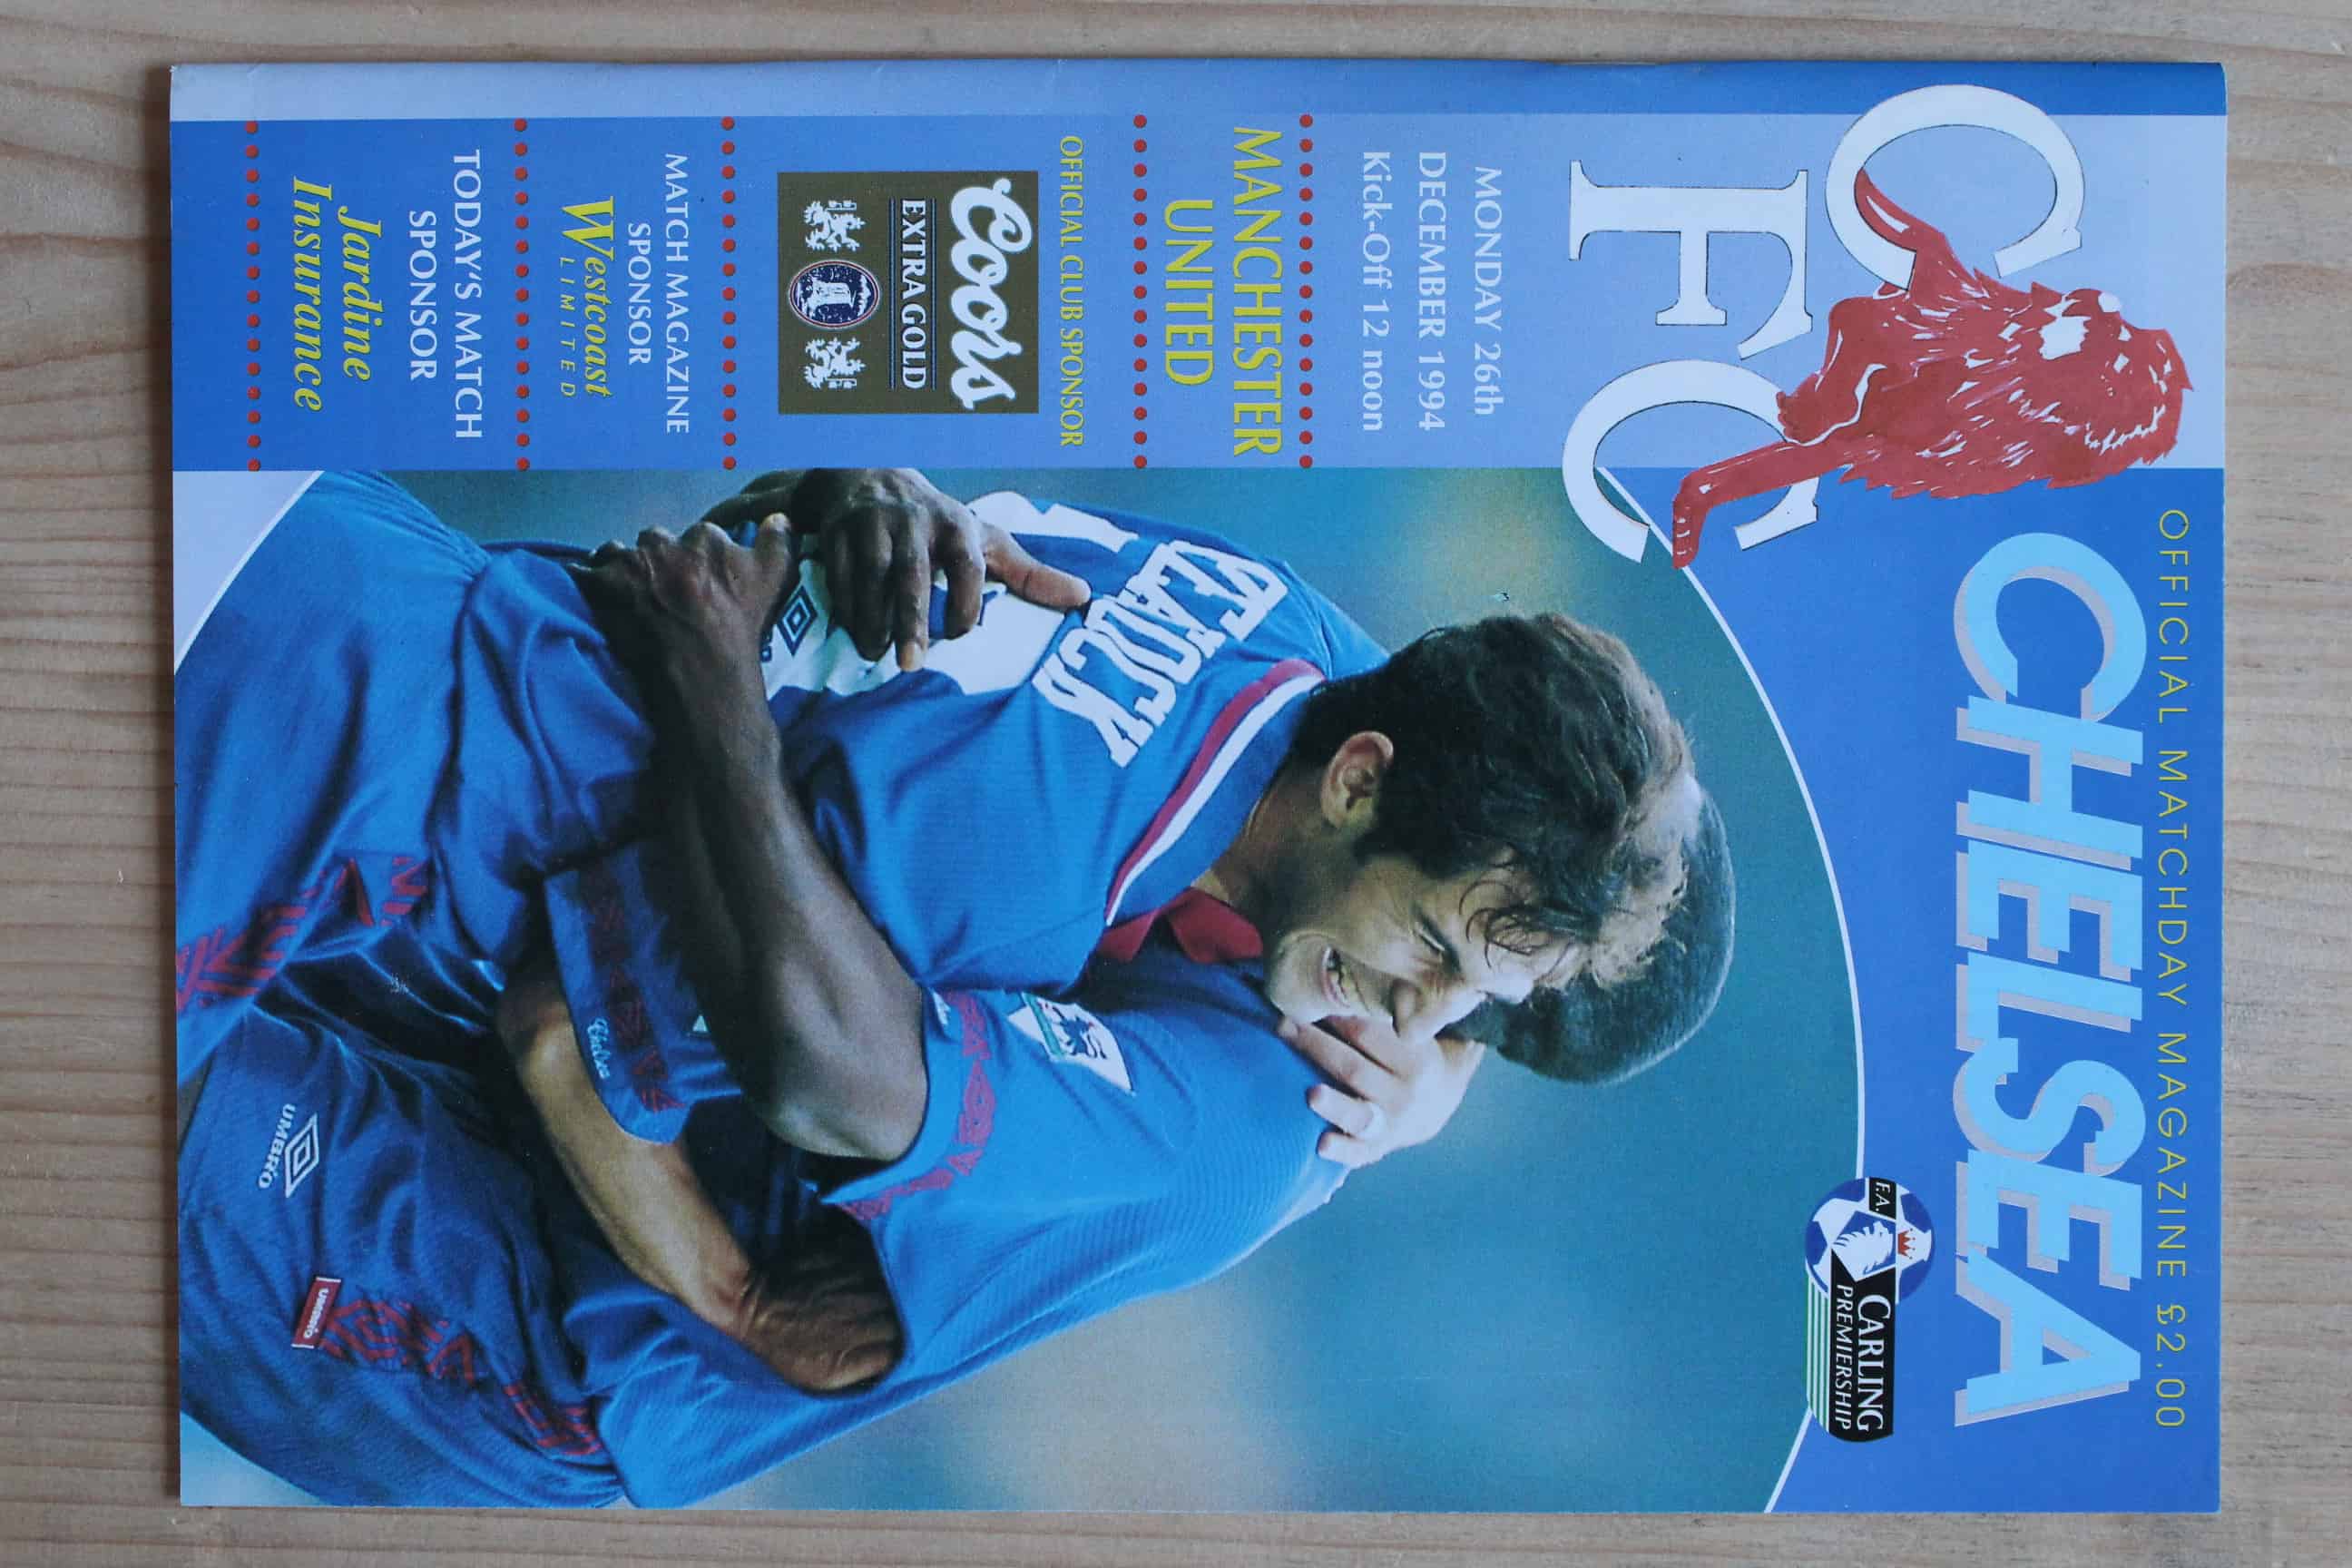 OFFICIAL MATCHDAY MAGAZINE £2.00
CHELSEA
CFC
F.A.
CARLING
PREMIERSHIP
MONDAY 26th
DECEMBER 1994
Kick-Off 12 noon
MANCHESTER
UNITED
OFFICIAL CLUB SPONSOR
Coors
EXTRA GOLD
MATCH MAGAZINE
SPONSOR
Westcoast
LIMITED
TODAY'S MATCH
SPONSOR
Jardine
Insurance
PEACOCK
Chelsea
UMBRO
UMBRO